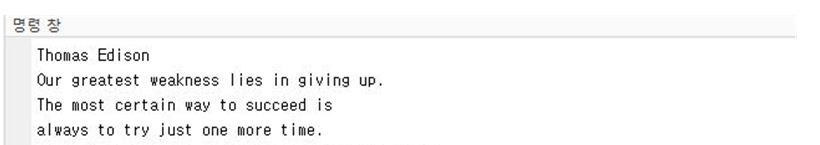 명령 창
Thomas Edison
Our greatest weakness lies in giving up.
The most certain way to succeed is
always to try just one more time.